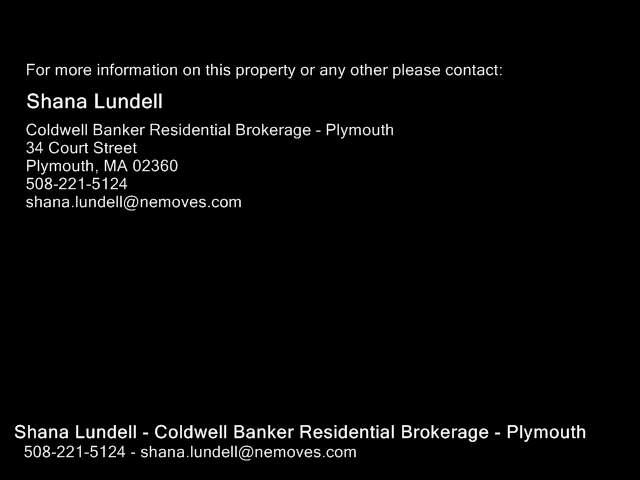 For more information on this property or any other please contact:
Shana Lundell
Coldwell Banker Residential Brokerage - Plymouth
34 Court Street
Plymouth, MA 02360
508-221-5124
shana.lundell@nemoves.com
Shana Lundell - Coldwell Banker Residential Brokerage - Plymouth
508-221-5124 - shana.lundell@nemoves.com